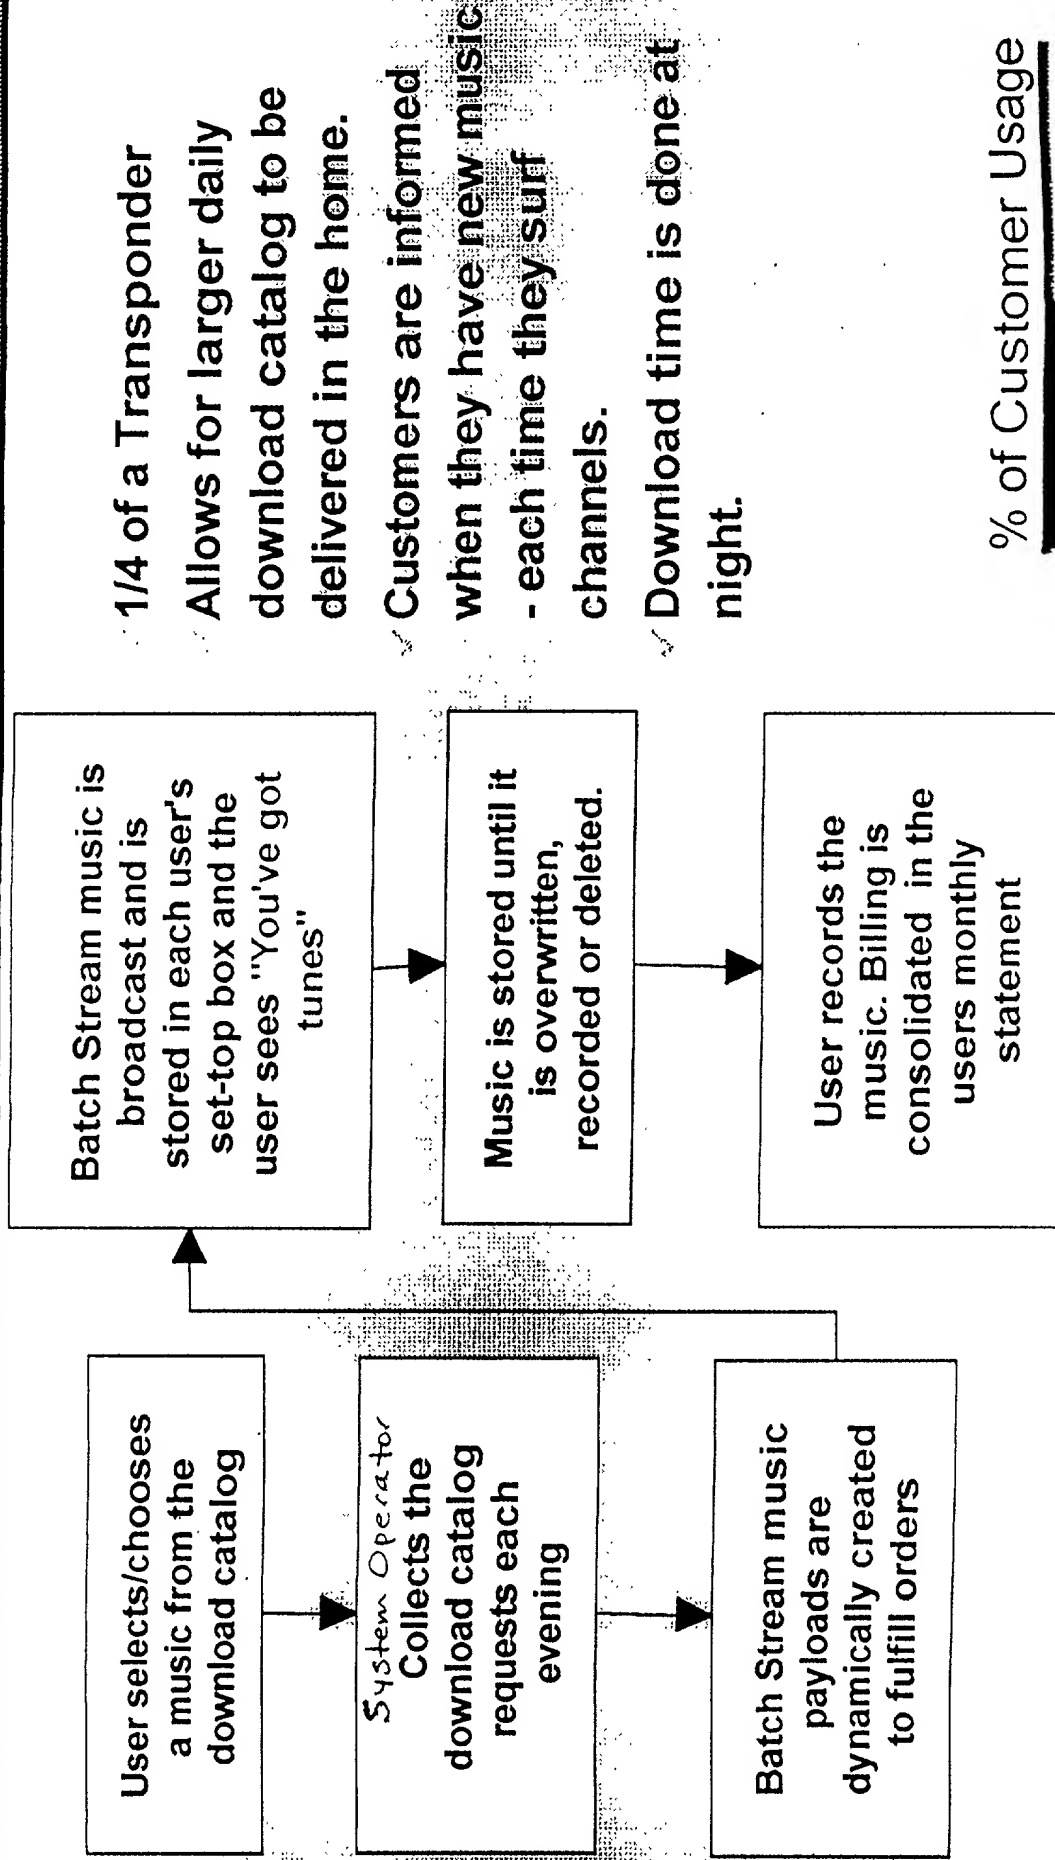 User selects/chooses
a music from the
download catalog
System Operator
Collects the
download catalog
requests each
evening
Batch Stream music
payloads are
dynamically created
to fulfill orders
Batch Stream music is
broadcast and is
stored in each user's
set-top box and the
user sees "You've got
tunes"
Music is stored until it
is overwritten,
recorded or deleted.
User records the
music. Billing is
consolidated in the
users monthly
statement
1/4 of a Transponder
Allows for larger daily
download catalog to be
delivered in the home.
✓ Customers are informed
when they have new music
- each time they surf
channels.
✓ Download time is done at
night.
% of Customer Usage